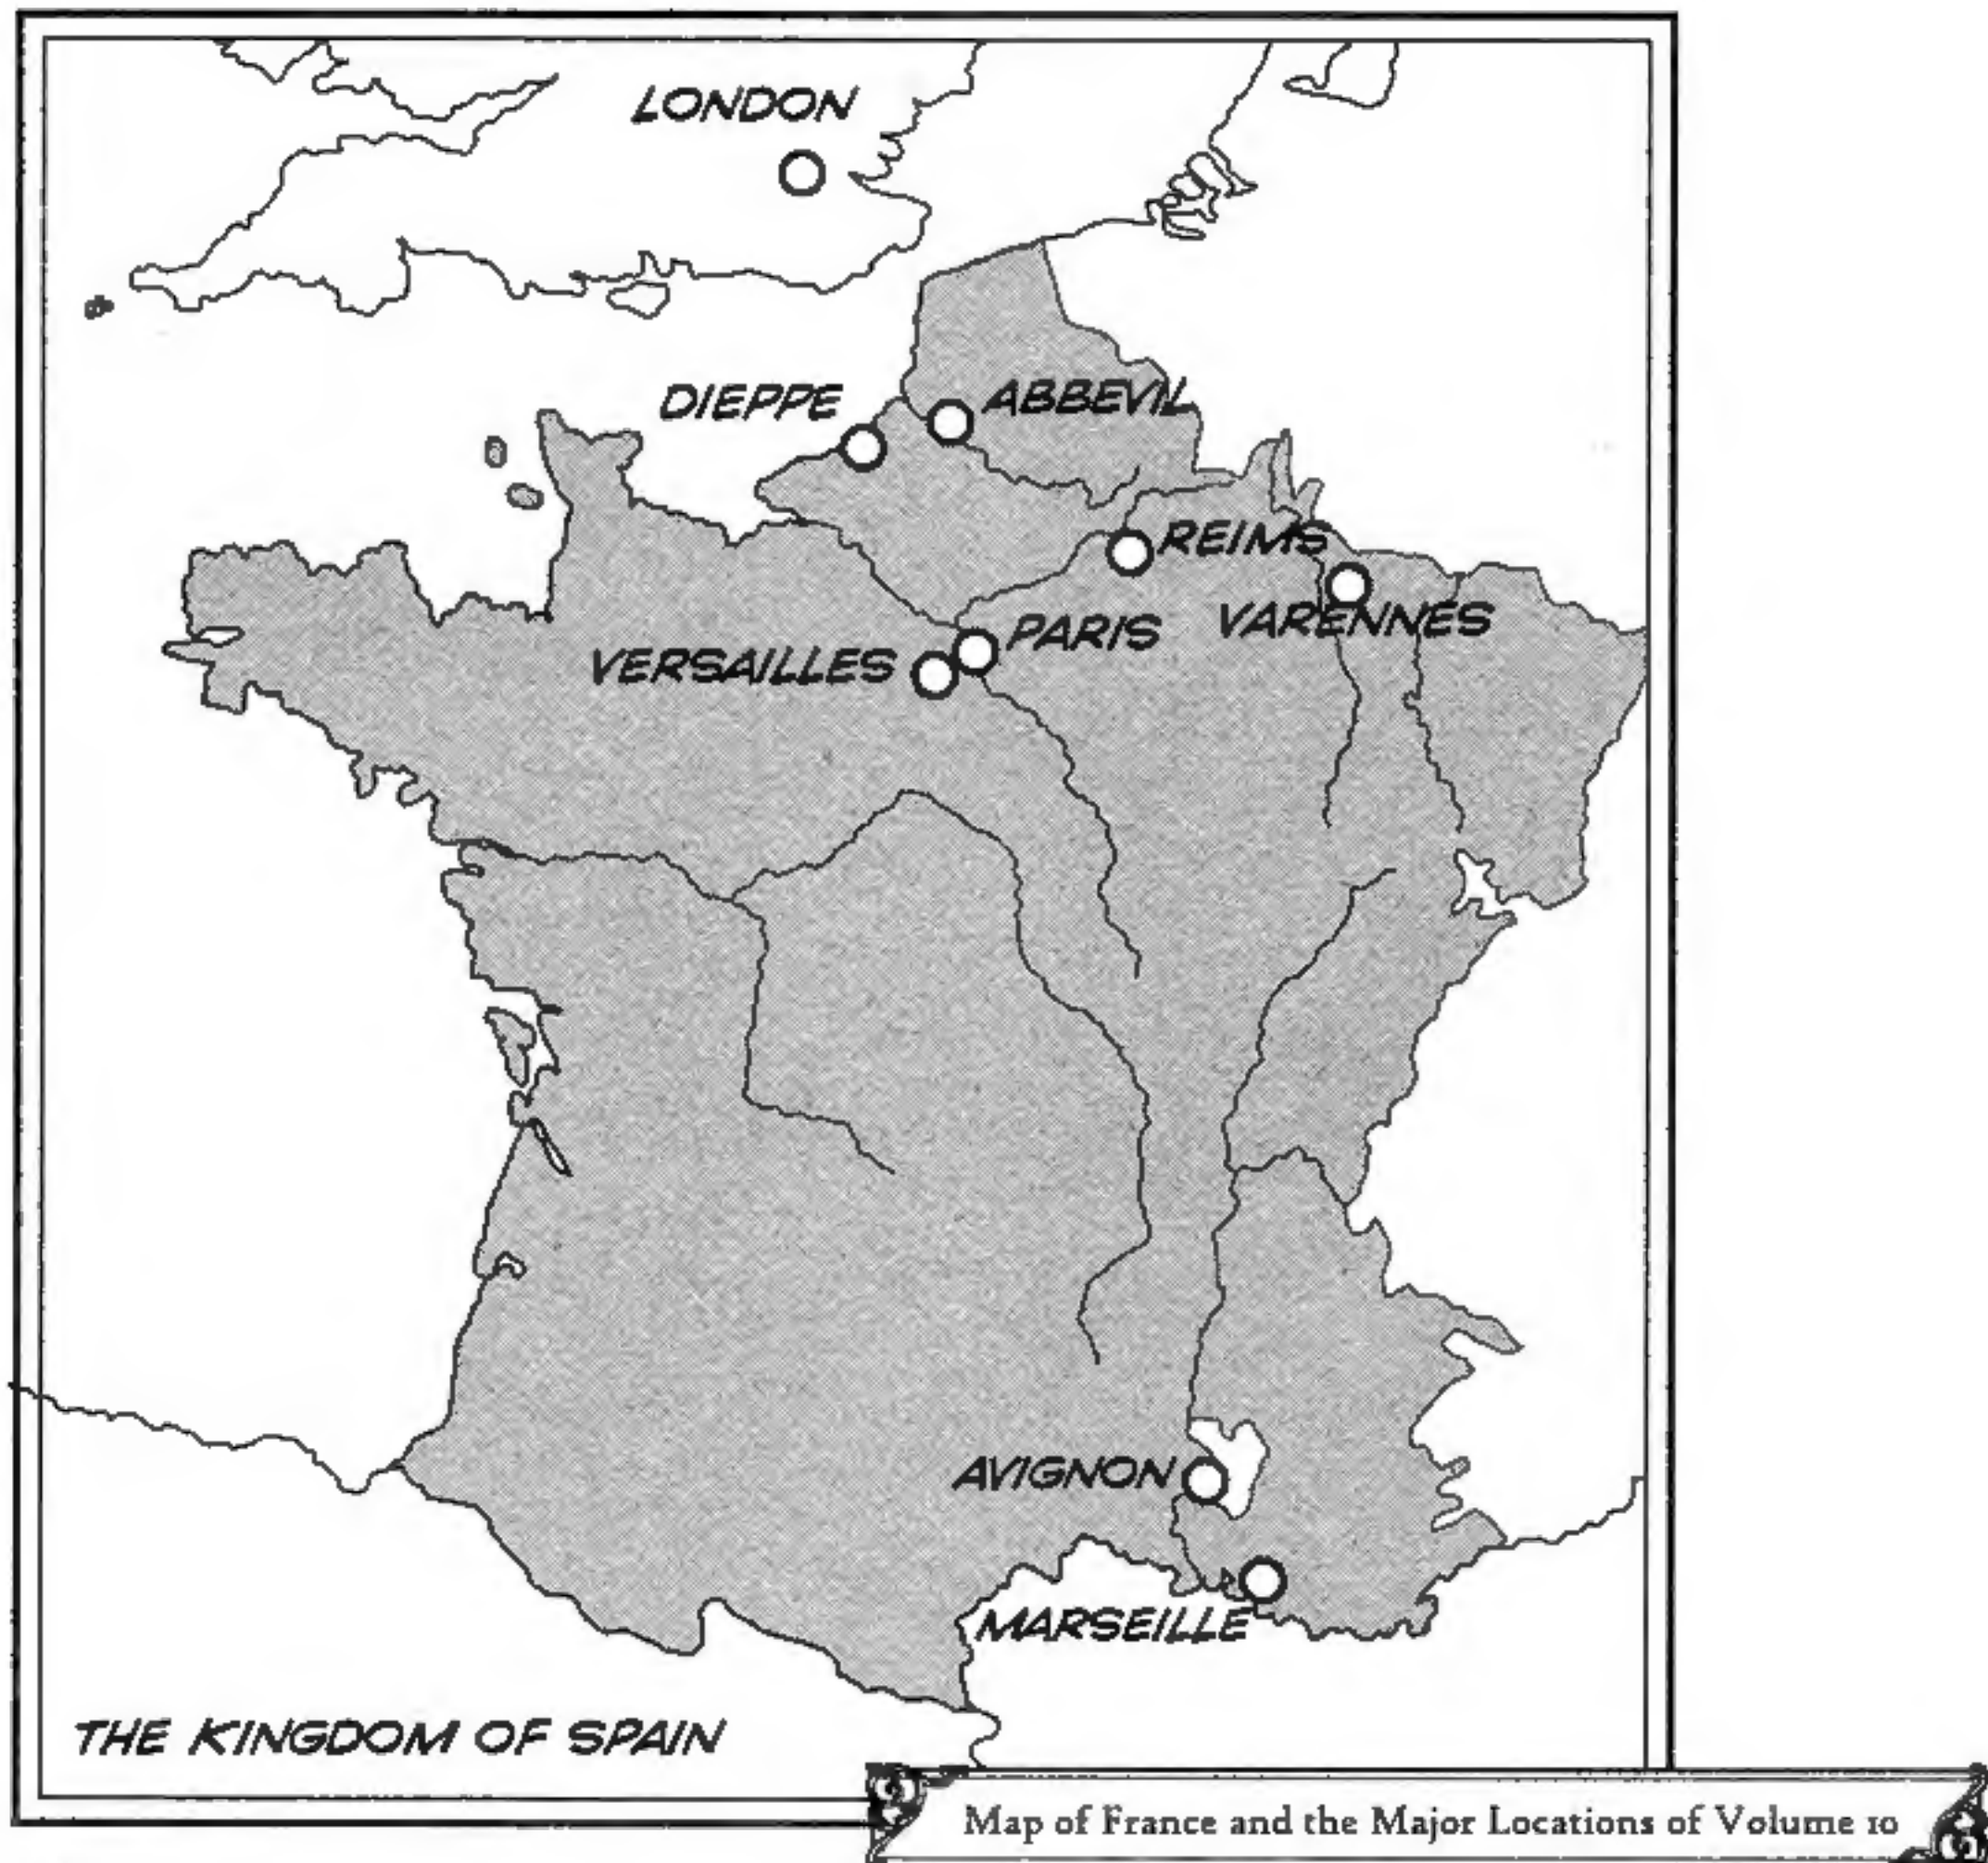 LONDON
DIEPPE
ABBEVIL
REIMS
VARENNES
PARIS
VERSAILLES
AVIGNON
MARSEILLE
THE KINGDOM OF SPAIN
Map of France and the Major Locations of Volume 10